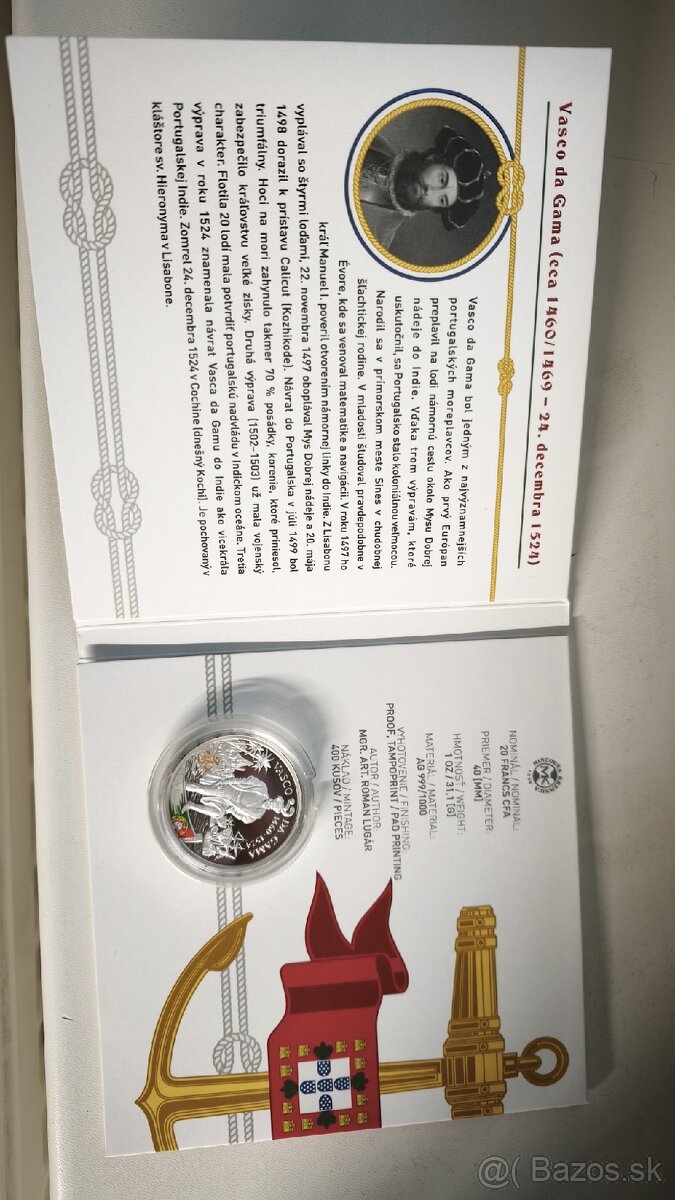 Vasco da Gama (cca 1460/1469 – 24. decembra 1524)
Vasco da Gama bol jedným z najvýznamnejších
portugalských moreplavcov. Ako prvý Európan
preplavil na lodi námornú cestu okolo Mysu Dobrej
nádeje do Indie. Vďaka trom výpravám, ktoré
uskutočnil, sa Portugalsko stalo koloniálnou veľmocou.
Narodil sa v prímorskom meste Sines v chudobnej
šľachtickej rodine. V mladosti študoval pravdepodobne v
Évore, kde sa venoval matematike a navigácii. V roku 1497 ho
kráľ Manuel I. poveril otvorením námornej linky do Indie. Z Lisabonu
vyplával so štyrmi loďami, 22. novembra 1497 oboplával Mys Dobrej nádeje a 20. mája
1498 dorazil k prístavu Calicut (Kozhikode). Návrat do Portugalska v júli 1499 bol
triumfálny. Hoci na mori zahynulo takmer 70 % posádky, korenie, ktoré priniesol,
zabezpečilo kráľovstvu veľké zisky. Druhá výprava (1502–1503) už mala vojenský
charakter. Flotila 20 lodí mala potvrdiť portugalskú nadvládu v Indickom oceáne. Tretia
výprava v roku 1524 znamenala návrat Vasca da Gamu do Indie ako vicekráľa
Portugalskej Indie. Zomrel 24. decembra 1524 v Cochine (dnešný Kochi). Je pochovaný v
kláštore sv. Hieronyma v Lisabone.
NOMINÁL / NOMINAL:
20 FRANCS CFA
PRIEMER / DIAMETER:
40 [MM]
HMOTNOSŤ / WEIGHT:
1 OZ / 31,1 [G]
MATERIÁL / MATERIAL:
AG 999/1000
VYHOTOVENIE / FINISHING:
PROOF, TAMPOPRINT / PAD PRINTING
AUTOR / AUTHOR:
MGR. ART. ROMAN LUGÁR
NÁKLAD / MINTAGE:
400 KUSOV / PIECES
VASCO DA GAMA
1460 1524
@( Bazos.sk